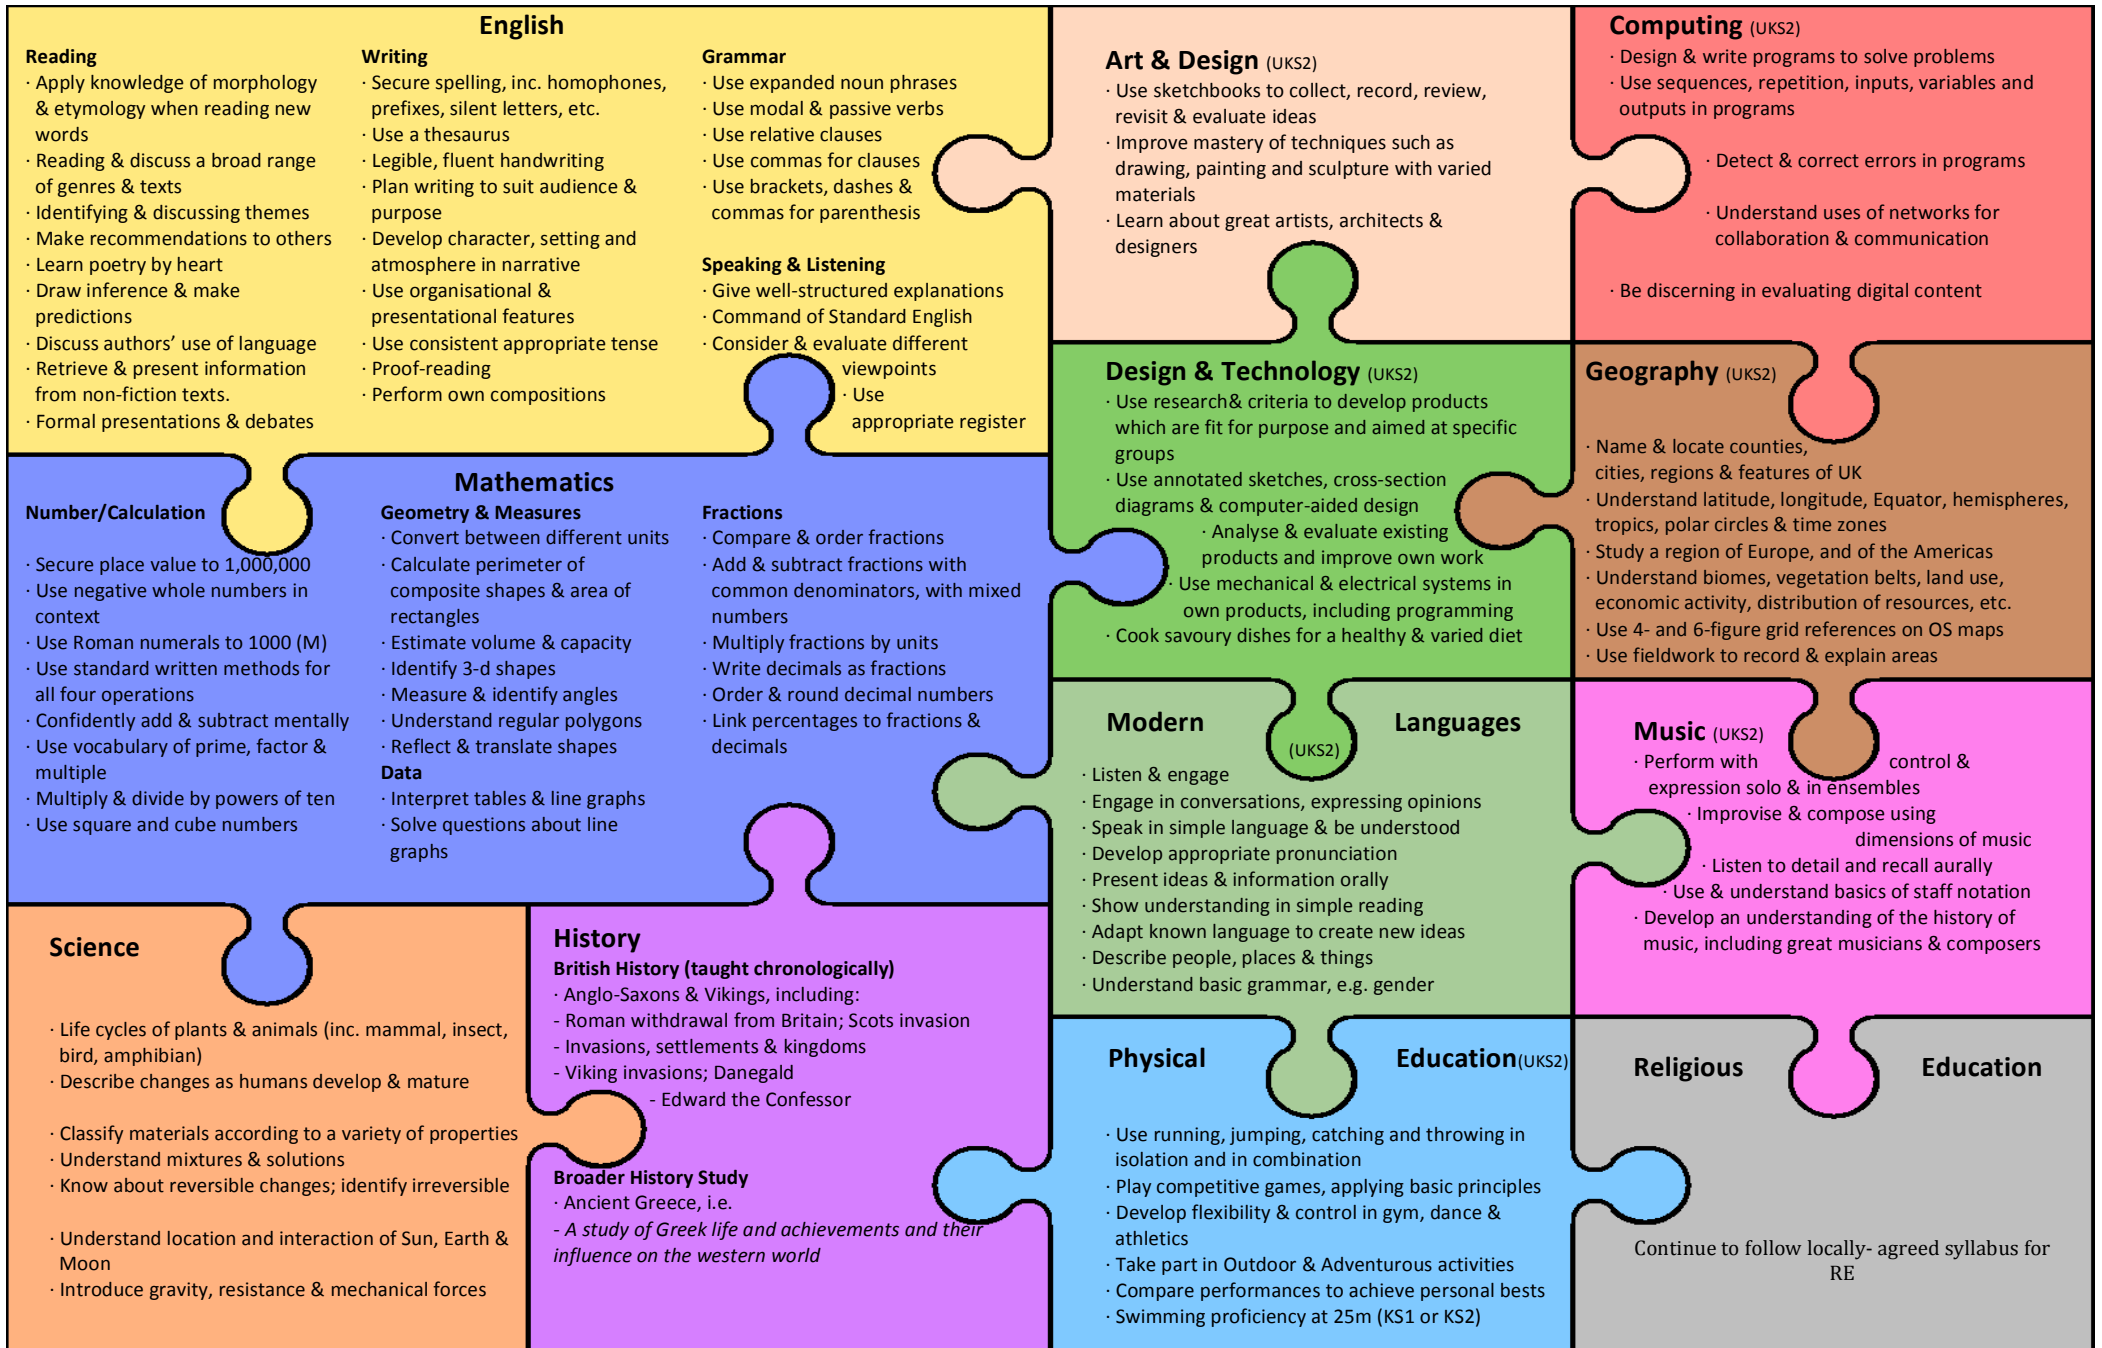 English
Reading
· Apply knowledge of morphology
& etymology when reading new
words
· Reading & discuss a broad range
of genres & texts
· Identifying & discussing themes
· Make recommendations to others
· Learn poetry by heart
· Draw inference & make
predictions
· Discuss authors’ use of language
· Retrieve & present information
from non-fiction texts.
· Formal presentations & debates
Writing
· Secure spelling, inc. homophones,
prefixes, silent letters, etc.
· Use a thesaurus
· Legible, fluent handwriting
· Plan writing to suit audience &
purpose
· Develop character, setting and
atmosphere in narrative
· Use organisational &
presentational features
· Use consistent appropriate tense
· Proof-reading
· Perform own compositions
Grammar
· Use expanded noun phrases
· Use modal & passive verbs
· Use relative clauses
· Use commas for clauses
· Use brackets, dashes &
commas for parenthesis
Speaking & Listening
· Give well-structured explanations
· Command of Standard English
· Consider & evaluate different
viewpoints
· Use
appropriate register
Art & Design (UKS2)
· Use sketchbooks to collect, record, review,
revisit & evaluate ideas
· Improve mastery of techniques such as
drawing, painting and sculpture with varied
materials
· Learn about great artists, architects &
designers
Computing (UKS2)
· Design & write programs to solve problems
· Use sequences, repetition, inputs, variables and
outputs in programs
· Detect & correct errors in programs
· Understand uses of networks for
collaboration & communication
· Be discerning in evaluating digital content
Mathematics
Number/Calculation
· Secure place value to 1,000,000
· Use negative whole numbers in
context
· Use Roman numerals to 1000 (M)
· Use standard written methods for
all four operations
· Confidently add & subtract mentally
· Use vocabulary of prime, factor &
multiple
· Multiply & divide by powers of ten
· Use square and cube numbers
Geometry & Measures
· Convert between different units
· Calculate perimeter of
composite shapes & area of
rectangles
· Estimate volume & capacity
· Identify 3-d shapes
· Measure & identify angles
· Understand regular polygons
· Reflect & translate shapes
Data
· Interpret tables & line graphs
· Solve questions about line
graphs
Fractions
· Compare & order fractions
· Add & subtract fractions with
common denominators, with mixed
numbers
· Multiply fractions by units
· Write decimals as fractions
· Order & round decimal numbers
· Link percentages to fractions &
decimals
Design & Technology (UKS2)
· Use research& criteria to develop products
which are fit for purpose and aimed at specific
groups
· Use annotated sketches, cross-section
diagrams & computer-aided design
· Analyse & evaluate existing
products and improve own work
· Use mechanical & electrical systems in
own products, including programming
· Cook savoury dishes for a healthy & varied diet
Geography (UKS2)
· Name & locate counties,
cities, regions & features of UK
· Understand latitude, longitude, Equator, hemispheres,
tropics, polar circles & time zones
· Study a region of Europe, and of the Americas
· Understand biomes, vegetation belts, land use,
economic activity, distribution of resources, etc.
· Use 4- and 6-figure grid references on OS maps
· Use fieldwork to record & explain areas
Modern Languages
(UKS2)
· Listen & engage
· Engage in conversations, expressing opinions
· Speak in simple language & be understood
· Develop appropriate pronunciation
· Present ideas & information orally
· Show understanding in simple reading
· Adapt known language to create new ideas
· Describe people, places & things
· Understand basic grammar, e.g. gender
Music (UKS2)
· Perform with control &
expression solo & in ensembles
· Improvise & compose using
dimensions of music
· Listen to detail and recall aurally
· Use & understand basics of staff notation
· Develop an understanding of the history of
music, including great musicians & composers
Science
· Life cycles of plants & animals (inc. mammal, insect,
bird, amphibian)
· Describe changes as humans develop & mature
· Classify materials according to a variety of properties
· Understand mixtures & solutions
· Know about reversible changes; identify irreversible
· Understand location and interaction of Sun, Earth &
Moon
· Introduce gravity, resistance & mechanical forces
History
British History (taught chronologically)
· Anglo-Saxons & Vikings, including:
- Roman withdrawal from Britain; Scots invasion
- Invasions, settlements & kingdoms
- Viking invasions; Danegald
- Edward the Confessor
Broader History Study
· Ancient Greece, i.e.
- A study of Greek life and achievements and their
influence on the western world
Physical Education(UKS2)
· Use running, jumping, catching and throwing in
isolation and in combination
· Play competitive games, applying basic principles
· Develop flexibility & control in gym, dance &
athletics
· Take part in Outdoor & Adventurous activities
· Compare performances to achieve personal bests
· Swimming proficiency at 25m (KS1 or KS2)
Religious Education
Continue to follow locally- agreed syllabus for
RE